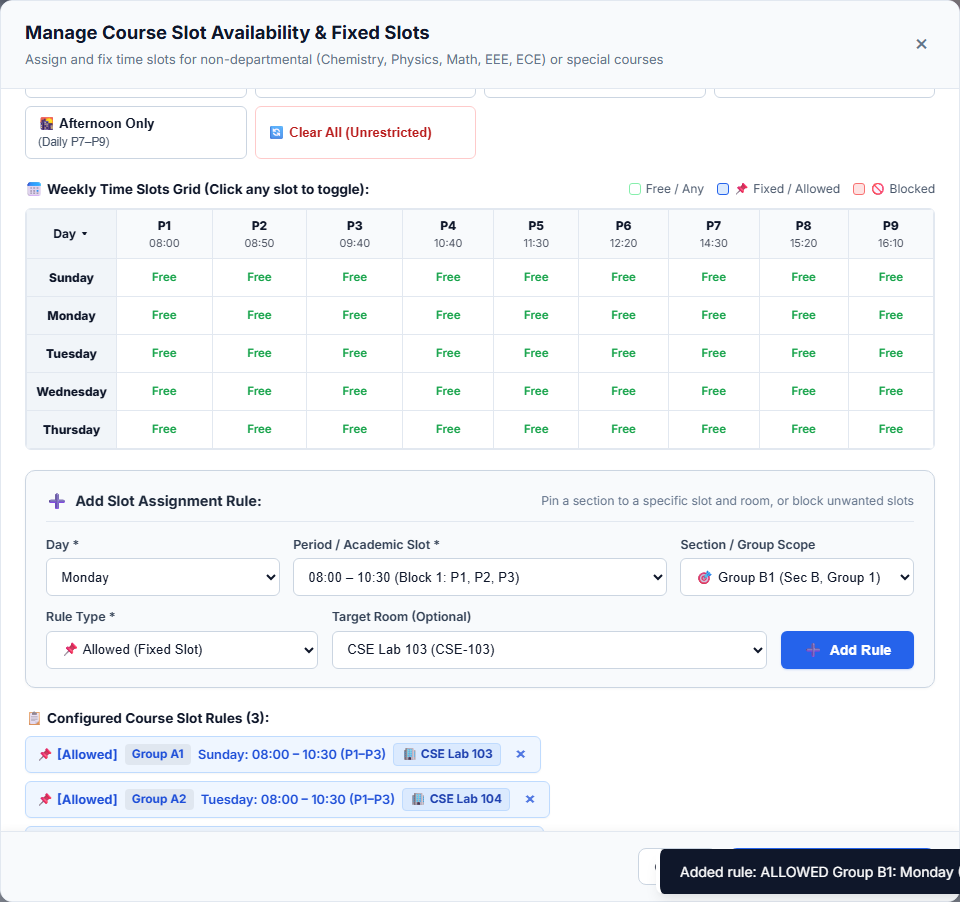 Manage Course Slot Availability & Fixed Slots
Assign and fix time slots for non-departmental (Chemistry, Physics, Math, EEE, ECE) or special courses
×
Afternoon Only
(Daily P7–P9)
Clear All (Unrestricted)
Weekly Time Slots Grid (Click any slot to toggle):
Free / Any
Fixed / Allowed
Blocked
Day P1 P2 P3 P4 P5 P6 P7 P8 P9
08:00 08:50 09:40 10:40 11:30 12:20 14:30 15:20 16:10
Sunday Free Free Free Free Free Free Free Free Free
Monday Free Free Free Free Free Free Free Free Free
Tuesday Free Free Free Free Free Free Free Free Free
Wednesday Free Free Free Free Free Free Free Free Free
Thursday Free Free Free Free Free Free Free Free Free
Add Slot Assignment Rule:
Pin a section to a specific slot and room, or block unwanted slots
Day * Period / Academic Slot * Section / Group Scope
Monday 08:00 – 10:30 (Block 1: P1, P2, P3) Group B1 (Sec B, Group 1)
Rule Type * Target Room (Optional)
Allowed (Fixed Slot) CSE Lab 103 (CSE-103) Add Rule
Configured Course Slot Rules (3):
[Allowed] Group A1 Sunday: 08:00 – 10:30 (P1–P3) CSE Lab 103 ×
[Allowed] Group A2 Tuesday: 08:00 – 10:30 (P1–P3) CSE Lab 104 ×
Added rule: ALLOWED Group B1: Monday (